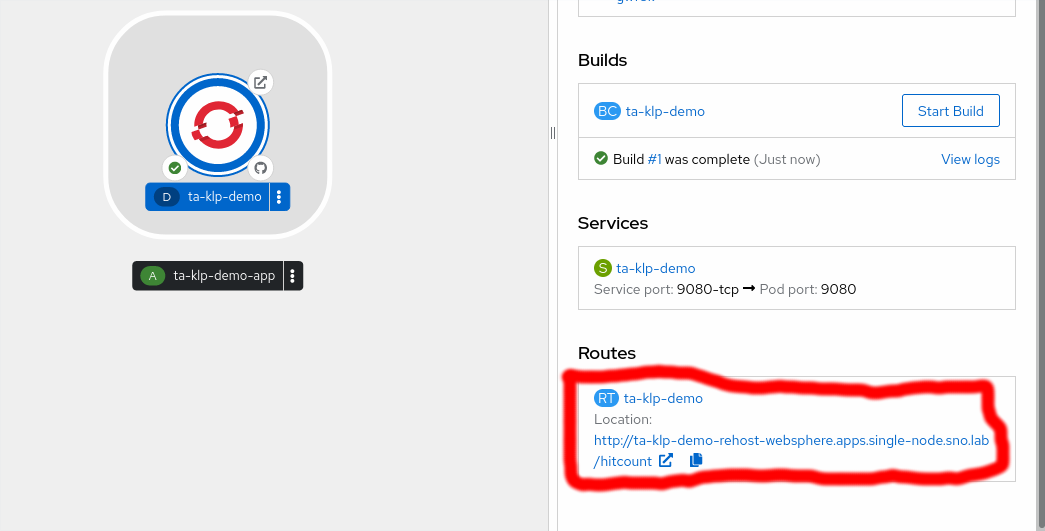 D ta-klp-demo
A ta-klp-demo-app
Builds
BC ta-klp-demo
Start Build
Build #1 was complete (Just now)
View logs
Services
S ta-klp-demo
Service port: 9080-tcp ➞ Pod port: 9080
Routes
RT ta-klp-demo
Location:
http://ta-klp-demo-rehost-websphere.apps.single-node.sno.lab
/hitcount